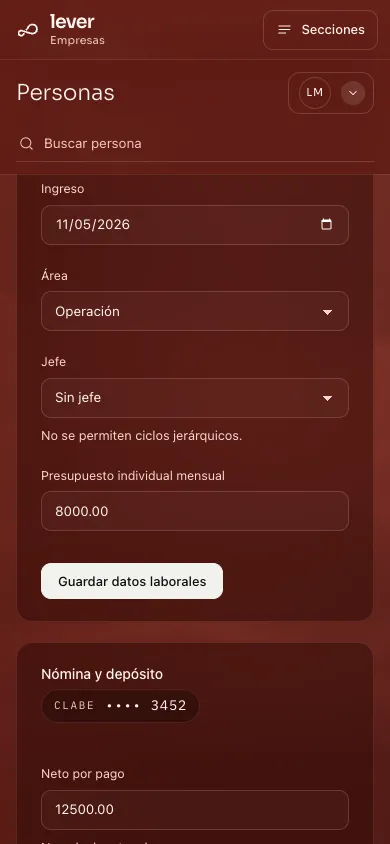 lever
Empresas
Secciones
Personas
LM
Buscar persona
Ingreso
11/05/2026
Área
Operación
Jefe
Sin jefe
No se permiten ciclos jerárquicos.
Presupuesto individual mensual
8000.00
Guardar datos laborales
Nómina y depósito
CLABE •••• 3452
Neto por pago
12500.00